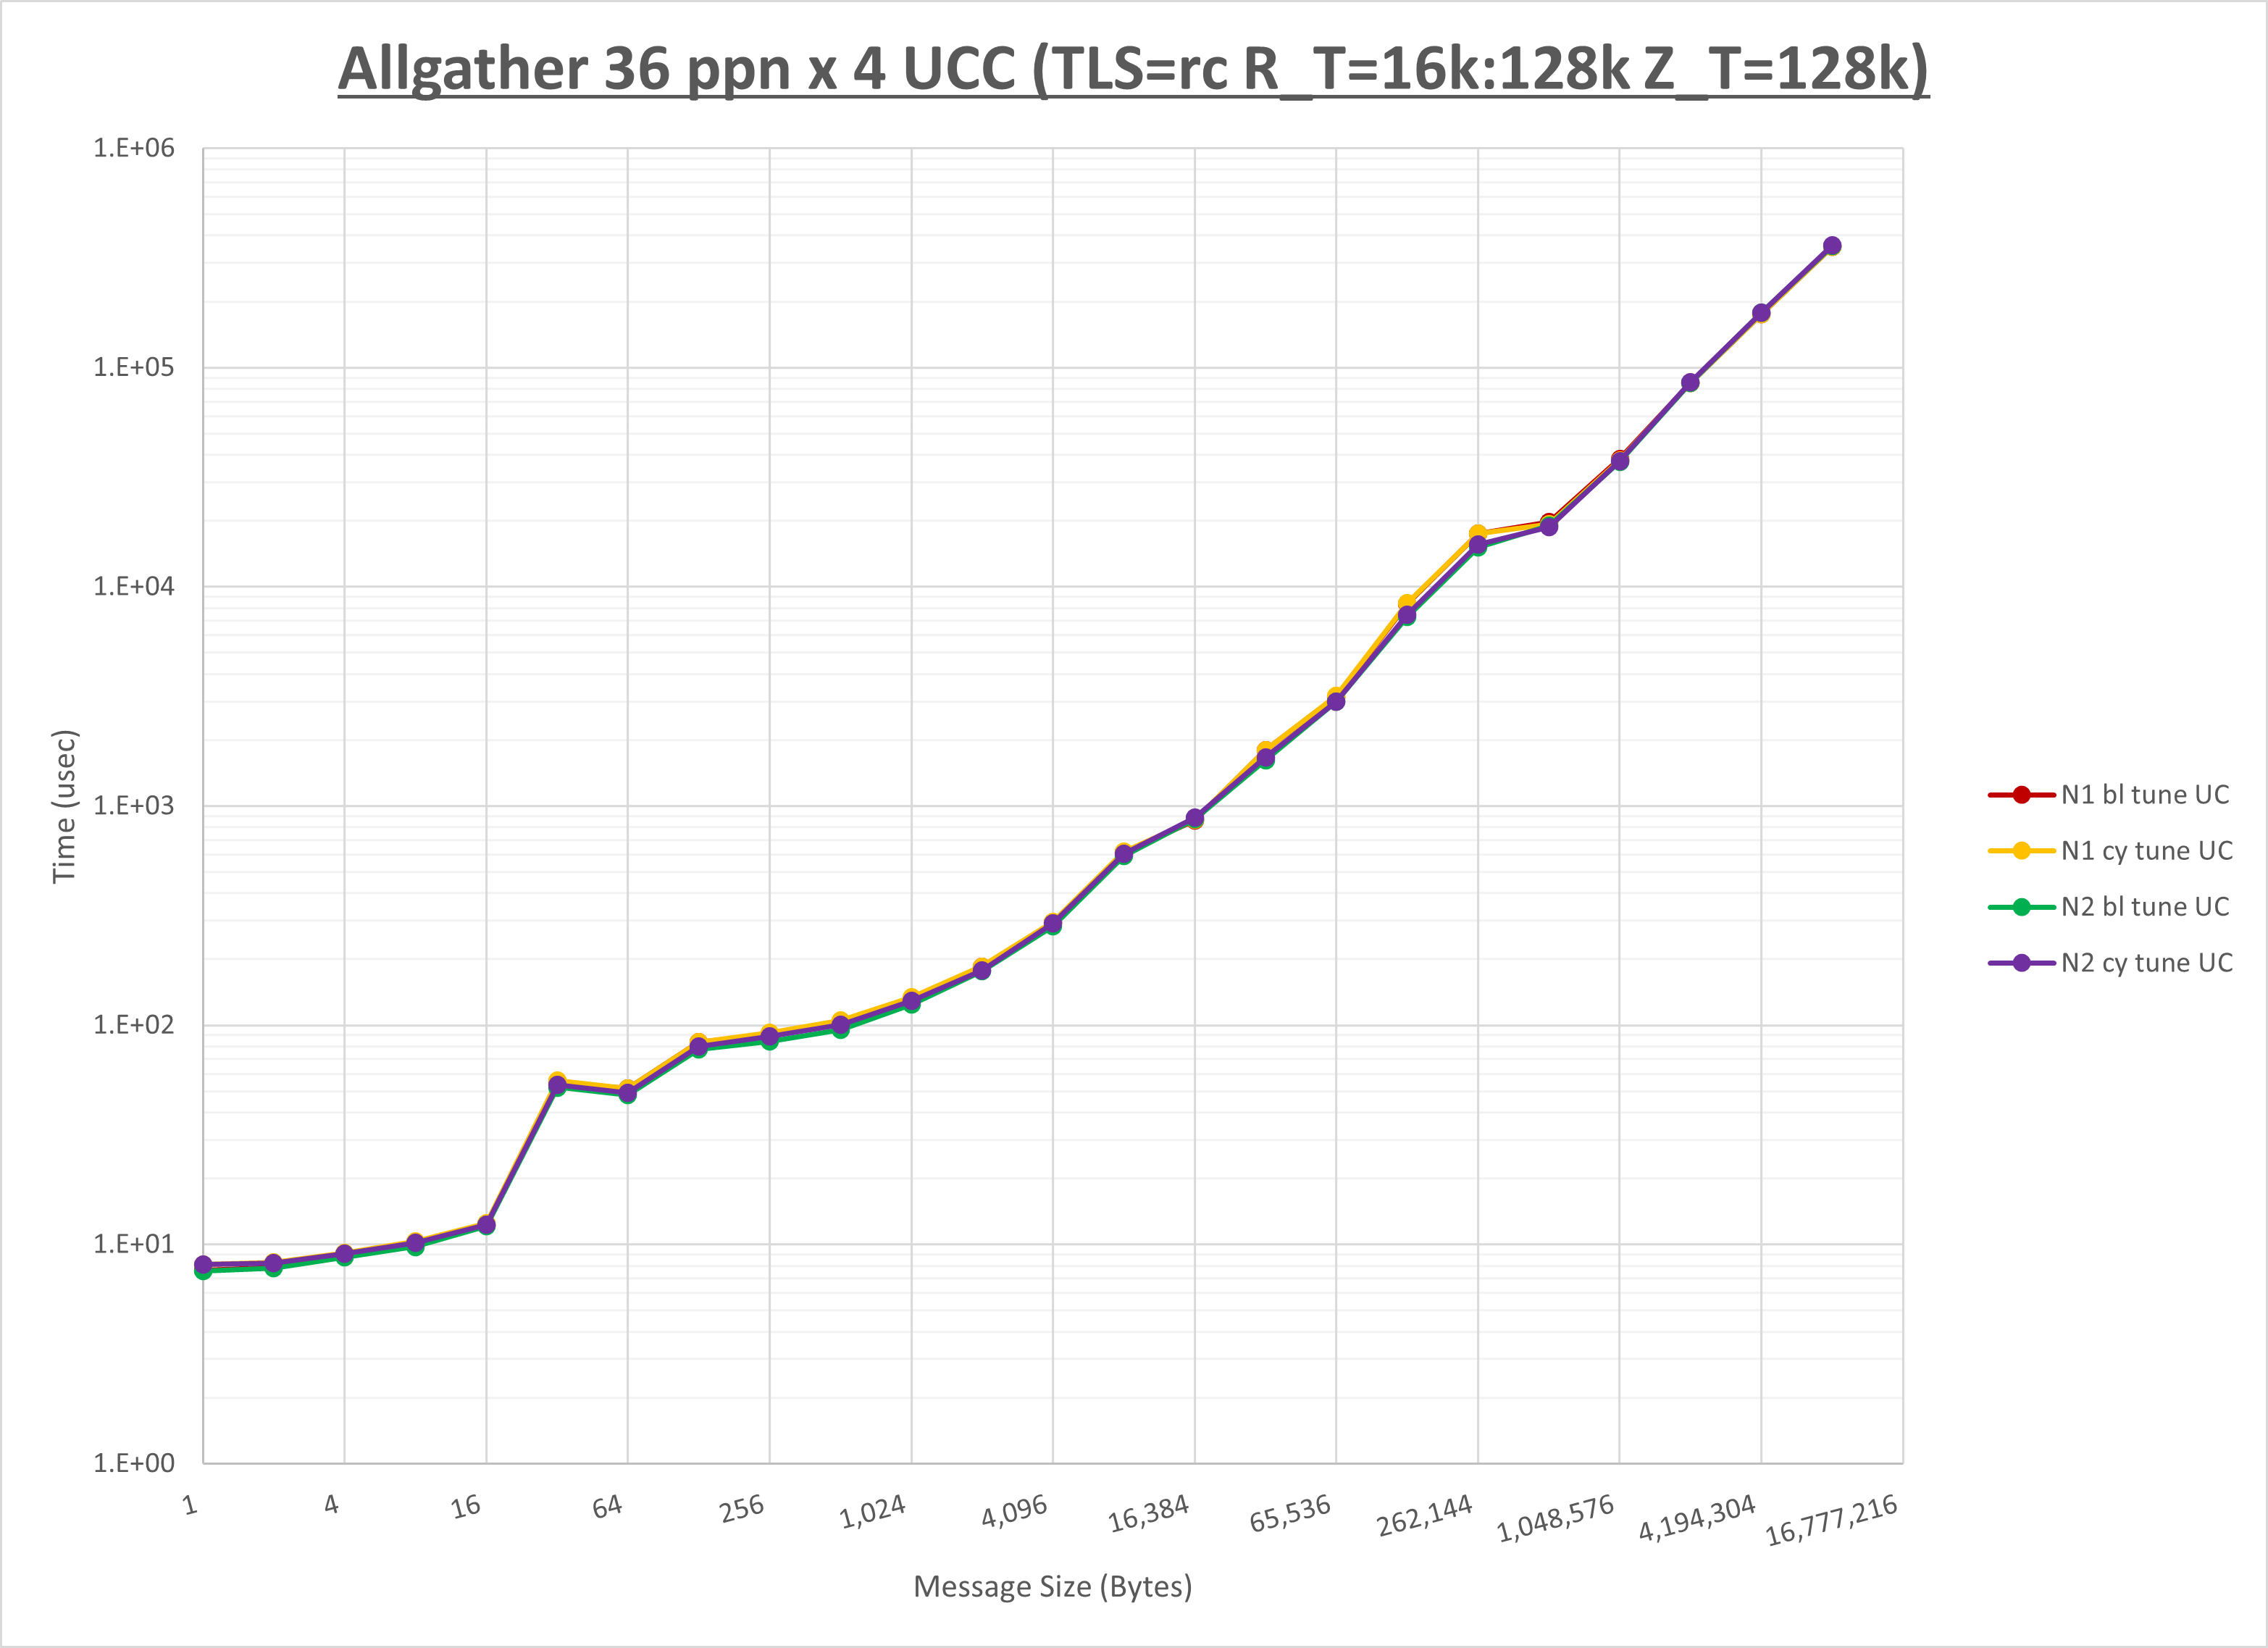 Allgather 36 ppn x 4 UCC (TLS=rc R_T=16k:128k Z_T=128k)
1.E+06
1.E+05
1.E+04
1.E+03
1.E+02
1.E+01
1.E+00
Time (usec)
1
4
16
64
256
1,024
4,096
16,384
65,536
262,144
1,048,576
4,194,304
16,777,216
Message Size (Bytes)
N1 bl tune UC
N1 cy tune UC
N2 bl tune UC
N2 cy tune UC